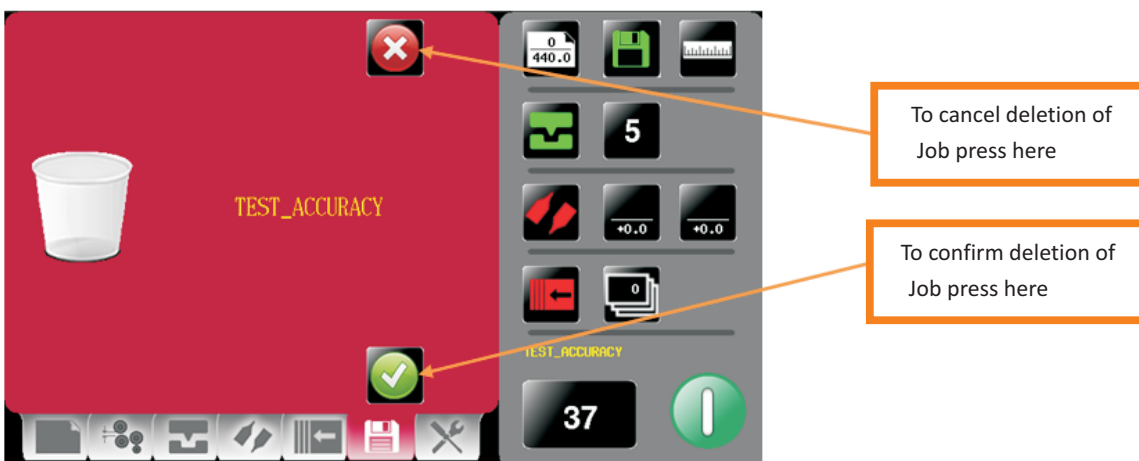 0
440.0
5
TEST_ACCURACY
+0.0
+0.0
0
TEST_ACCURACY
37
To cancel deletion of
Job press here
To confirm deletion of
Job press here